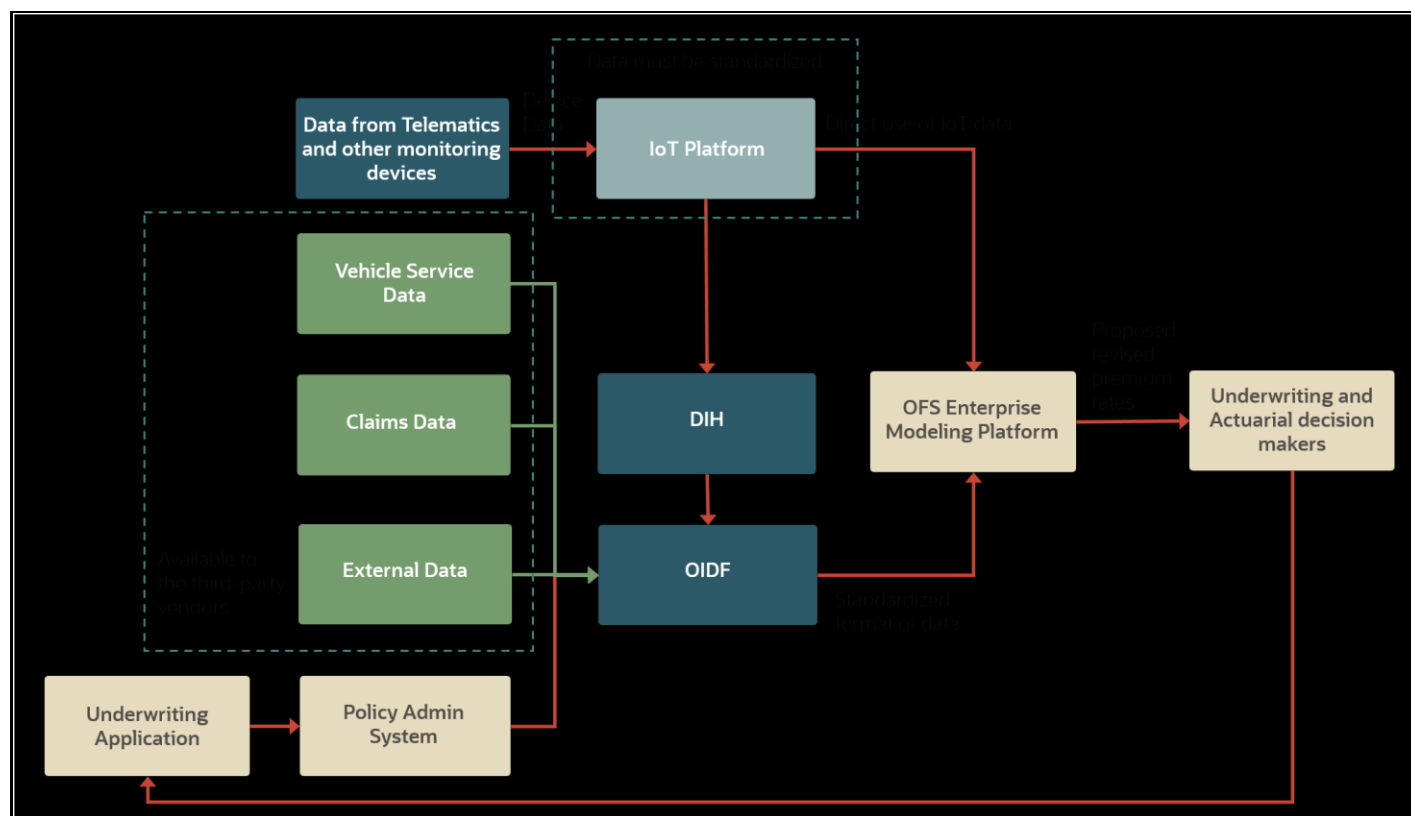 Data must be standardized
Data from Telematics
and other monitoring
devices
Device
Data
IoT Platform
Direct use of IoT data
Vehicle Service
Data
Claims Data
External Data
Available to
the third-party
vendors
DIH
OIDF
Standardized
format of data
OFS Enterprise
Modeling Platform
Proposed
revised
premium
rates
Underwriting and
Actuarial decision
makers
Underwriting
Application
Policy Admin
System